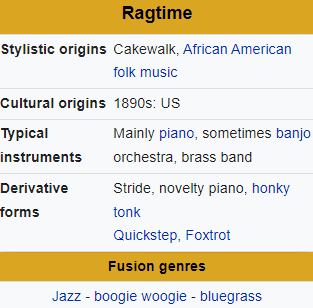 Ragtime
Stylistic origins Cakewalk, African American
folk music
Cultural origins 1890s: US
Typical Mainly piano, sometimes banjo
instruments orchestra, brass band
Derivative Stride, novelty piano, honky
forms tonk
Quickstep, Foxtrot
Fusion genres
Jazz - boogie woogie - bluegrass